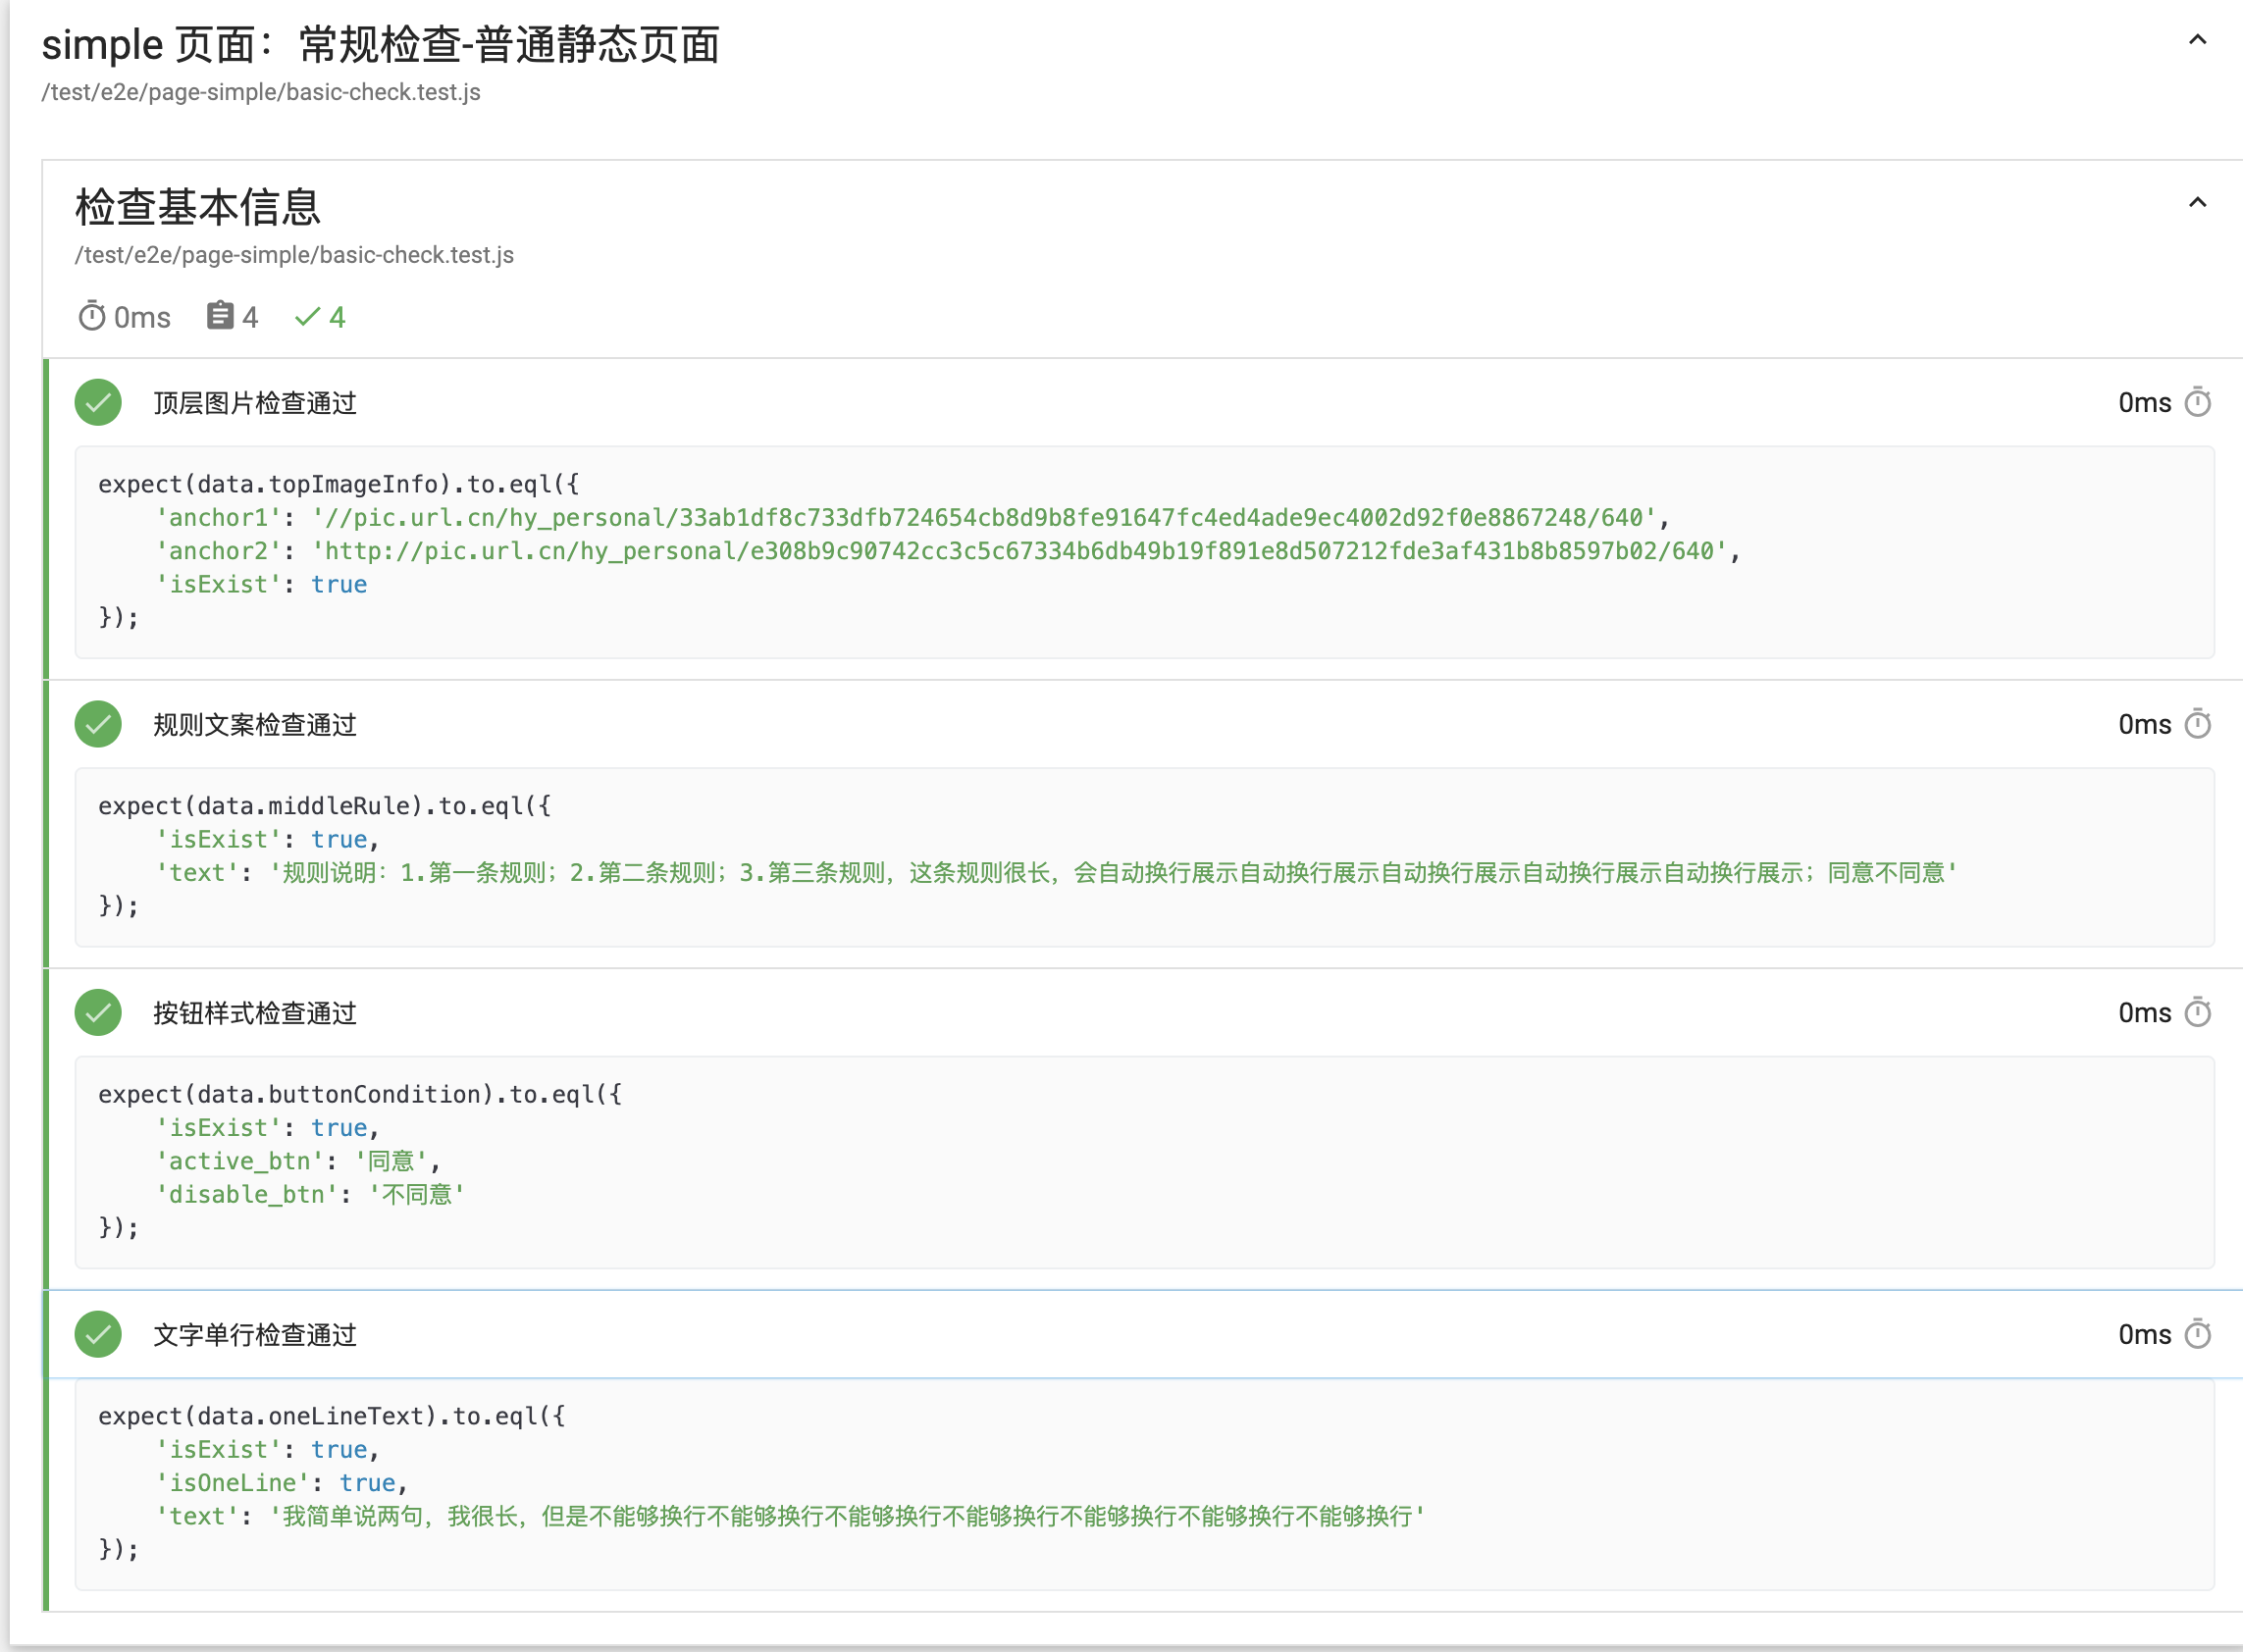 simple 页面：常规检查-普通静态页面
/test/e2e/page-simple/basic-check.test.js
检查基本信息
/test/e2e/page-simple/basic-check.test.js
0ms 4 4
顶层图片检查通过 0ms
expect(data.topImageInfo).to.eql({
    'anchor1': '//pic.url.cn/hy_personal/33ab1df8c733dfb724654cb8d9b8fe91647fc4ed4ade9ec4002d92f0e8867248/640',
    'anchor2': 'http://pic.url.cn/hy_personal/e308b9c90742cc3c5c67334b6db49b19f891e8d507212fde3af431b8b8597b02/640',
    'isExist': true
});
规则文案检查通过 0ms
expect(data.middleRule).to.eql({
    'isExist': true,
    'text': '规则说明：1.第一条规则；2.第二条规则；3.第三条规则，这条规则很长，会自动换行展示自动换行展示自动换行展示自动换行展示自动换行展示；同意不同意'
});
按钮样式检查通过 0ms
expect(data.buttonCondition).to.eql({
    'isExist': true,
    'active_btn': '同意',
    'disable_btn': '不同意'
});
文字单行检查通过 0ms
expect(data.oneLineText).to.eql({
    'isExist': true,
    'isOneLine': true,
    'text': '我简单说两句，我很长，但是不能够换行不能够换行不能够换行不能够换行不能够换行不能够换行不能够换行'
});